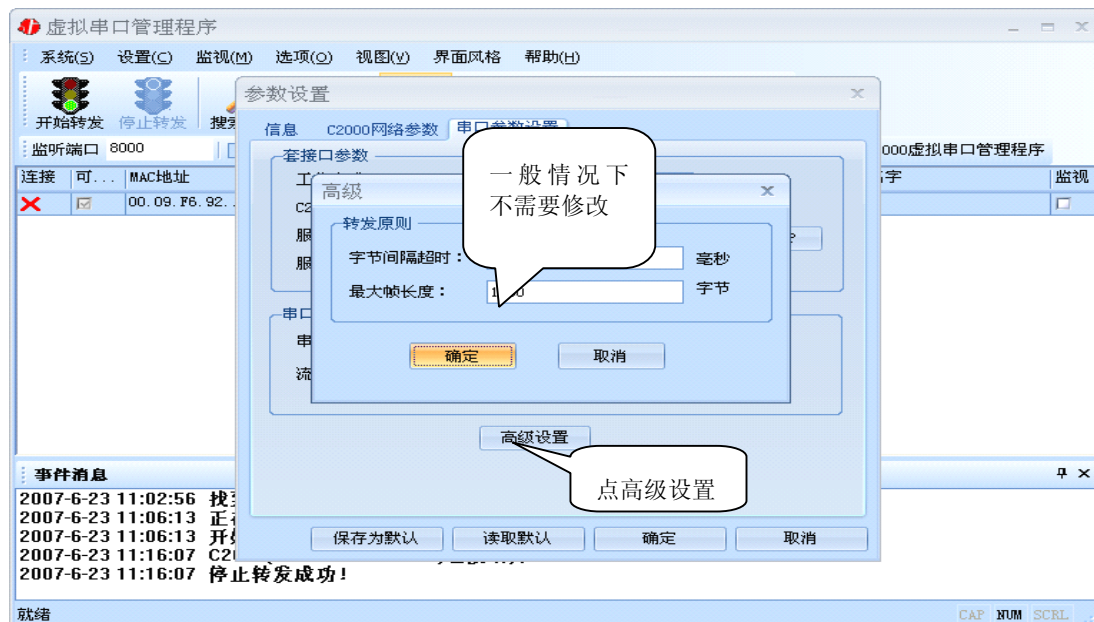 虚拟串口管理程序
系统(S) 设置(C) 监视(M) 选项(O) 视图(V) 界面风格 帮助(H)
开始转发 停止转发
监听端口 8000
000虚拟串口管理程序
连接 可... MAC地址
字 监视
00.09.F6.92.
参数设置
信息 C2000网络参数 串口参数设置
套接口参数
C2
服
服
高级
转发原则
字节间隔超时： 毫秒
最大帧长度： 字节
确定 取消
一般情况下
不需要修改
串
流
高级设置
点高级设置
保存为默认 读取默认 确定 取消
事件消息
2007-6-23 11:02:56
2007-6-23 11:06:13
2007-6-23 11:06:13
2007-6-23 11:16:07 C2
2007-6-23 11:16:07 停止转发成功!
就绪
CAP NUM SCRL